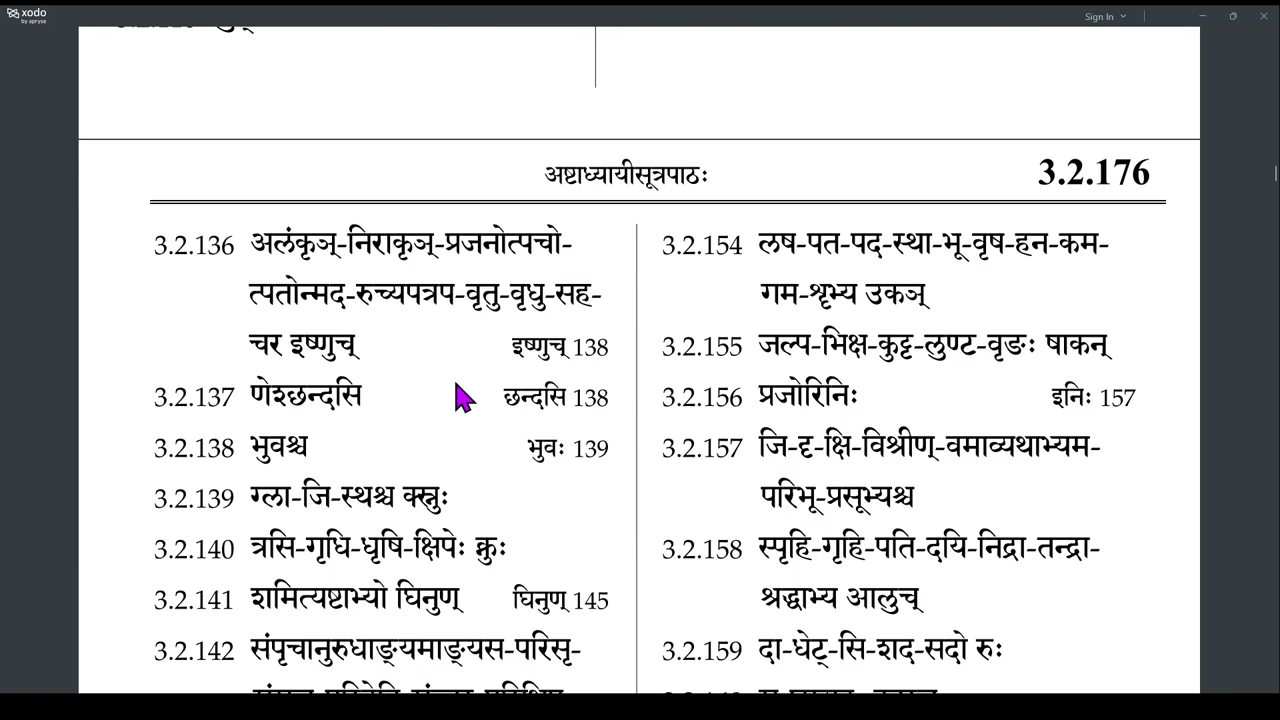 xodo
by apryse
Sign In
अष्टाध्यायीसूत्रपाठः
3.2.176
3.2.136 अलंकृञ्-निराकृञ्-प्रजनोत्पचो-
त्पतोन्मद-रुच्यपत्रप-वृतु-वृधु-सह-
चर इष्णुच् इष्णुच् 138
3.2.137 णेश्छन्दसि छन्दसि 138
3.2.138 भुवश्च भुवः 139
3.2.139 ग्ला-जि-स्थश्च क्स्नुः
3.2.140 त्रसि-गृधि-धृषि-क्षिपेः क्नुः
3.2.141 शमित्यष्टाभ्यो घिनुण् घिनुण् 145
3.2.142 संपृचानुरुधाङ्यमाङ्यस-परिसृ-
3.2.154 लष-पत-पद-स्था-भू-वृष-हन-कम-
गम-शॄभ्य उकञ्
3.2.155 जल्प-भिक्ष-कुट्ट-लुण्ट-वृङः षाकन्
3.2.156 प्रजोरिनिः इनिः 157
3.2.157 जि-दृ-क्षि-विश्रीण्-वमाव्यथाभ्यम-
परिभू-प्रसूभ्यश्च
3.2.158 स्पृहि-गृहि-पति-दयि-निद्रा-तन्द्रा-
श्रद्धाभ्य आलुच्
3.2.159 दा-धेट्-सि-शद-सदो रुः